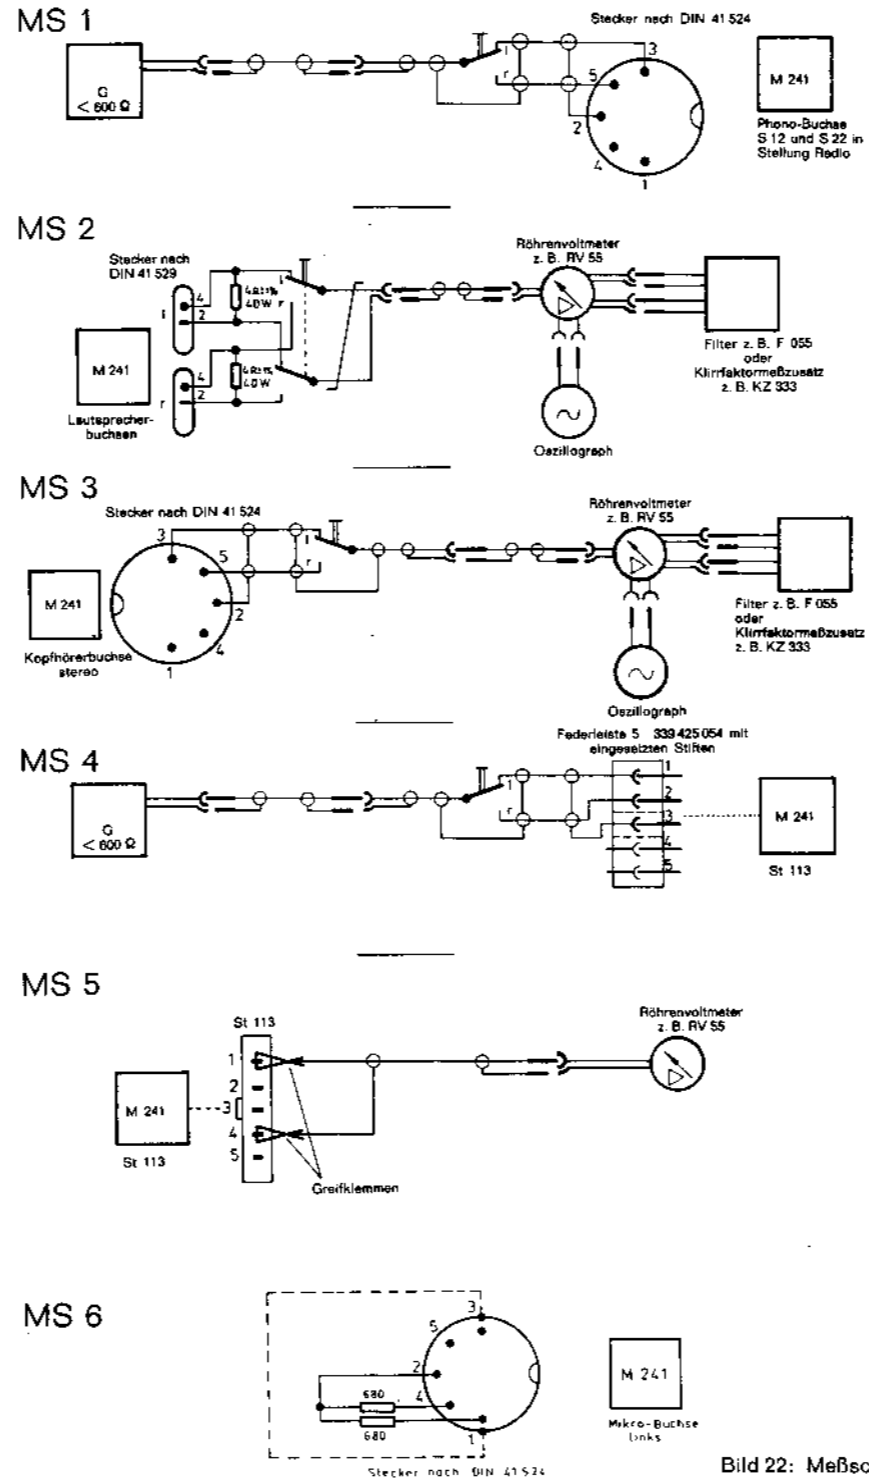 MS 1
Stecker nach DIN 41 524
G
< 600 Ω
l
r
3
5
2
4
1
M 241
Phono-Buchse
S 12 und S 22 in
Stellung Radio
MS 2
Stecker nach
DIN 41 529
Röhrenvoltmeter
z. B. RV 55
l
4
2
4Ω1%
40W
l
r
M 241
r
4
2
4Ω1%
40W
Lautsprecher-
buchsen
Filter z. B. F 055
oder
Klirrfaktormeßzusatz
z. B. KZ 333
Oszillograph
MS 3
Stecker nach DIN 41 524
Röhrenvoltmeter
z. B. RV 55
3
5
2
4
1
l
r
M 241
Kopfhörerbuchse
stereo
Filter z. B. F 055
oder
Klirrfaktormeßzusatz
z. B. KZ 333
Oszillograph
MS 4
Federleiste 5 339 425 054 mit
eingesetzten Stiften
G
< 600 Ω
l
r
1
2
3
4
5
M 241
St 113
MS 5
St 113
Röhrenvoltmeter
z. B. RV 55
1
2
3
4
5
M 241
St 113
Greifklemmen
MS 6
3
5
2
4
1
680
680
M 241
Mikro-Buchse
links
Stecker nach DIN 41524
Bild 22: Meßsc